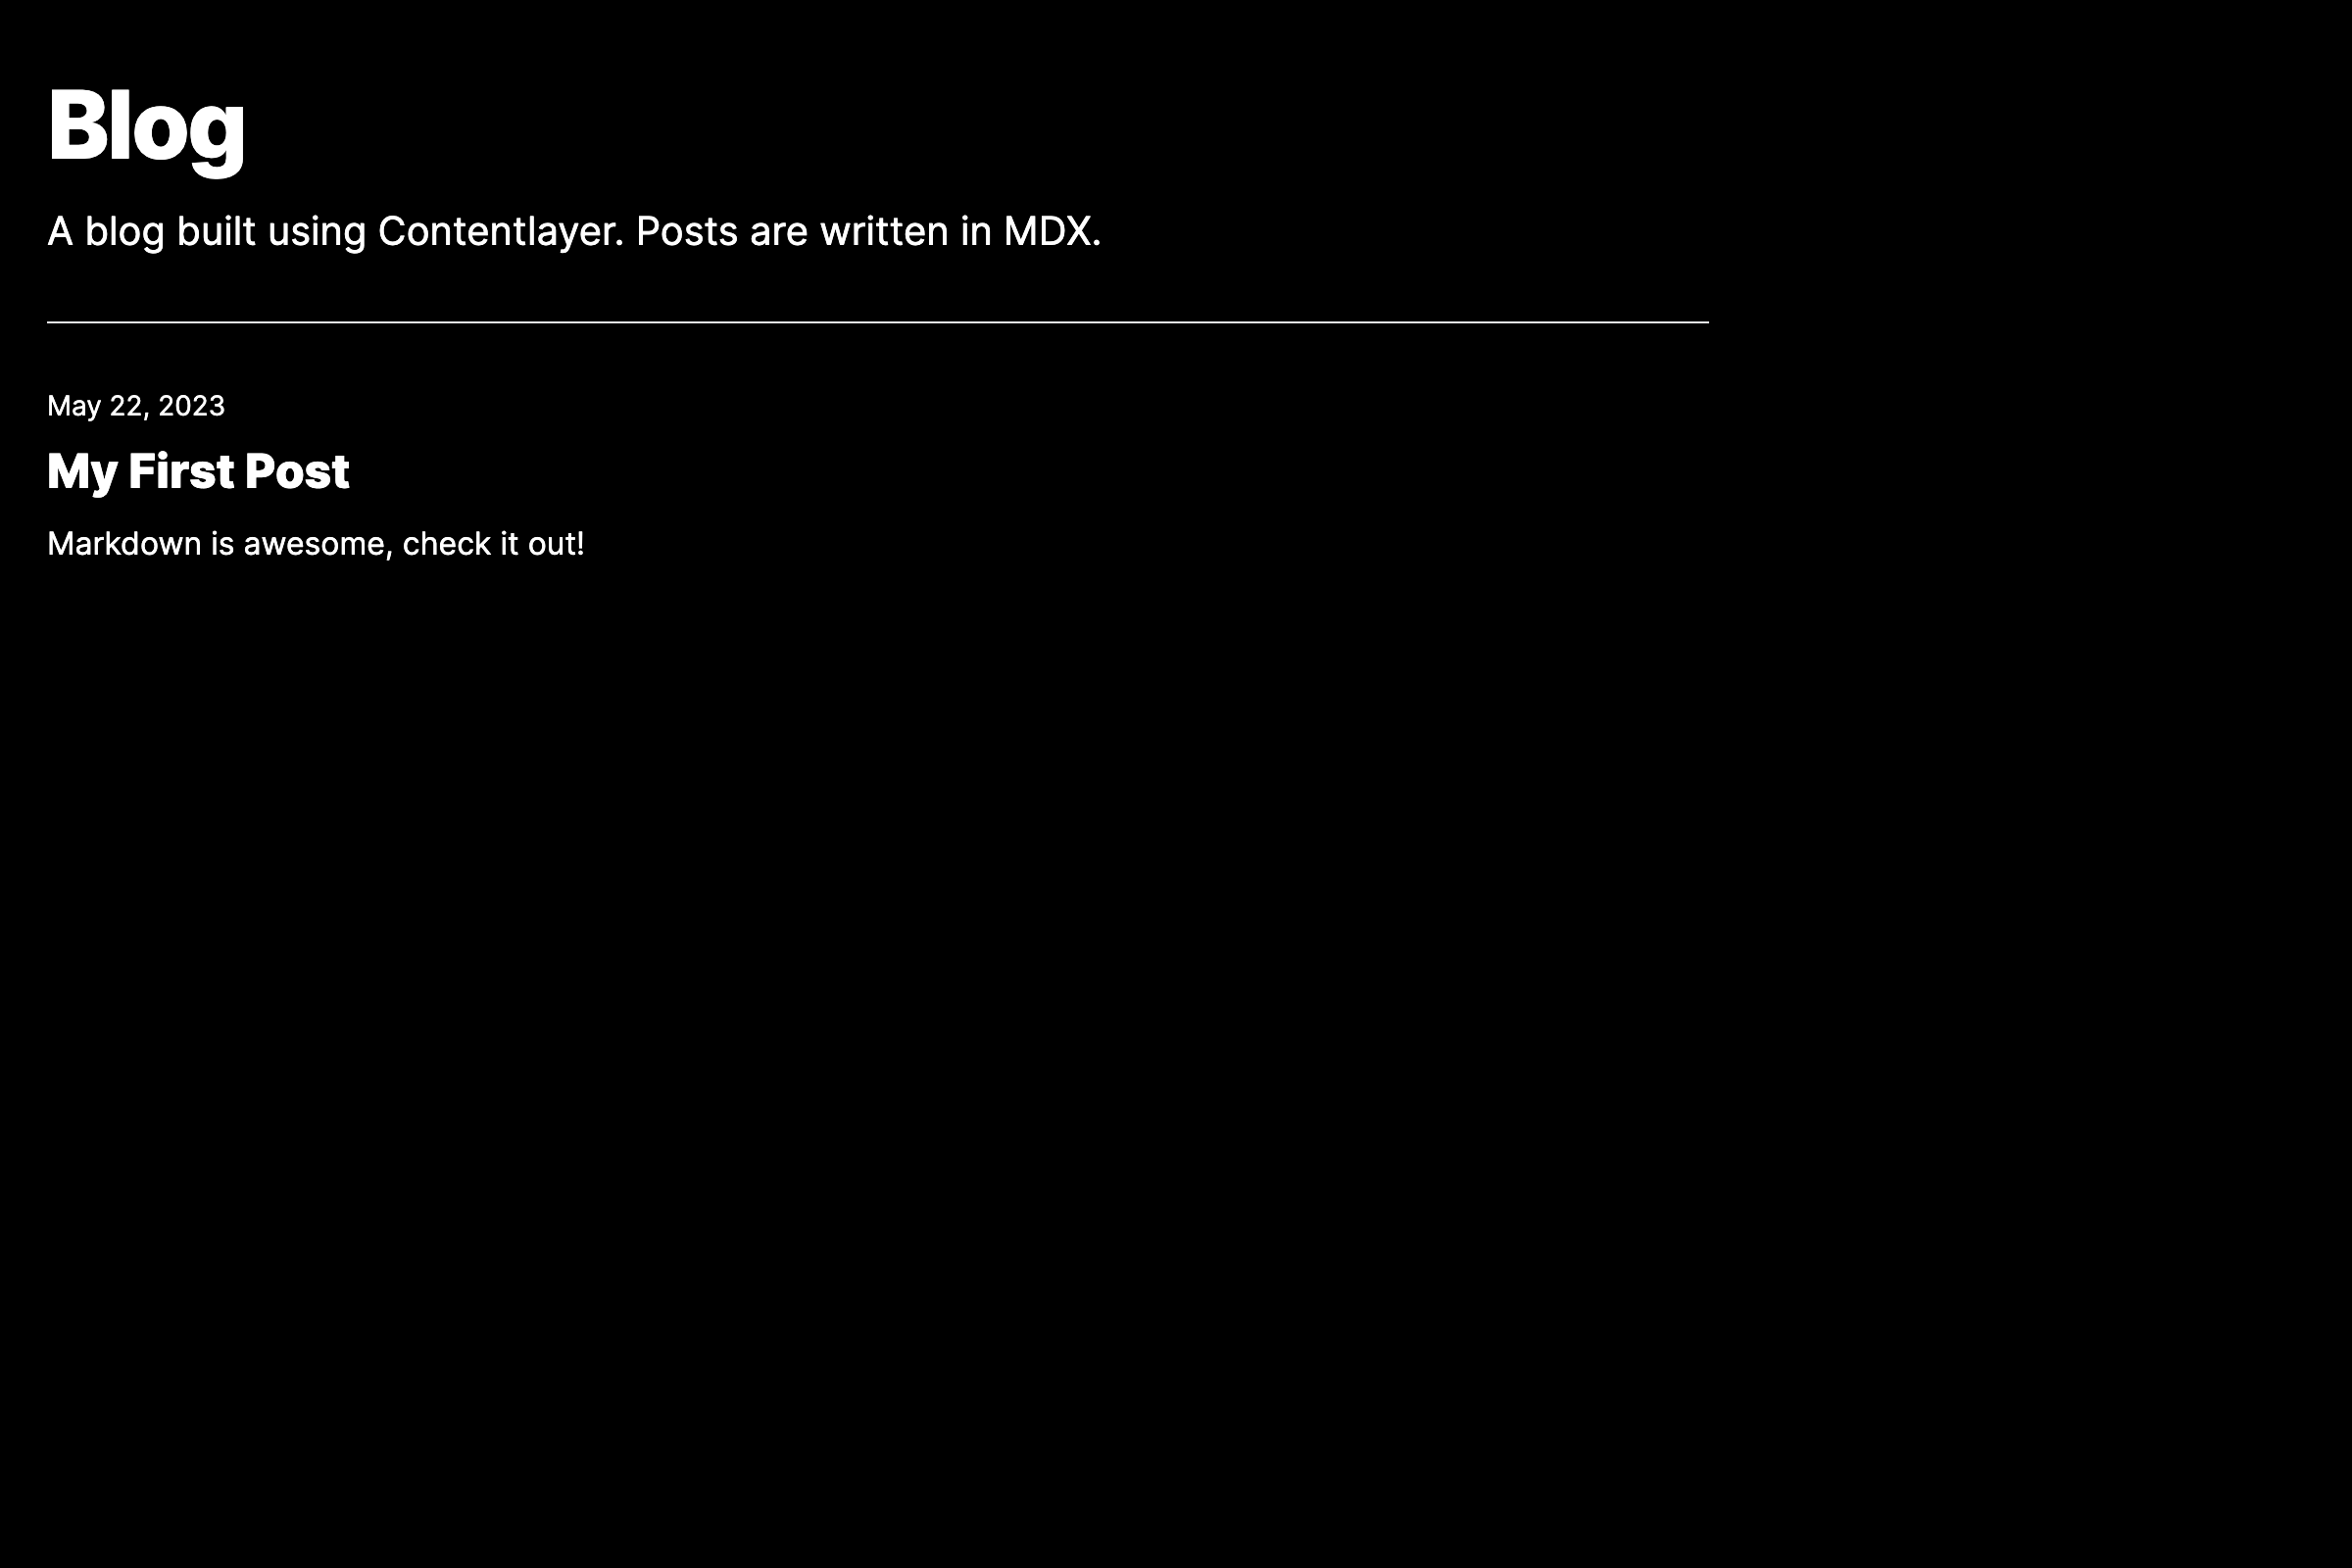 Blog
A blog built using Contentlayer. Posts are written in MDX.
May 22, 2023
My First Post
Markdown is awesome, check it out!